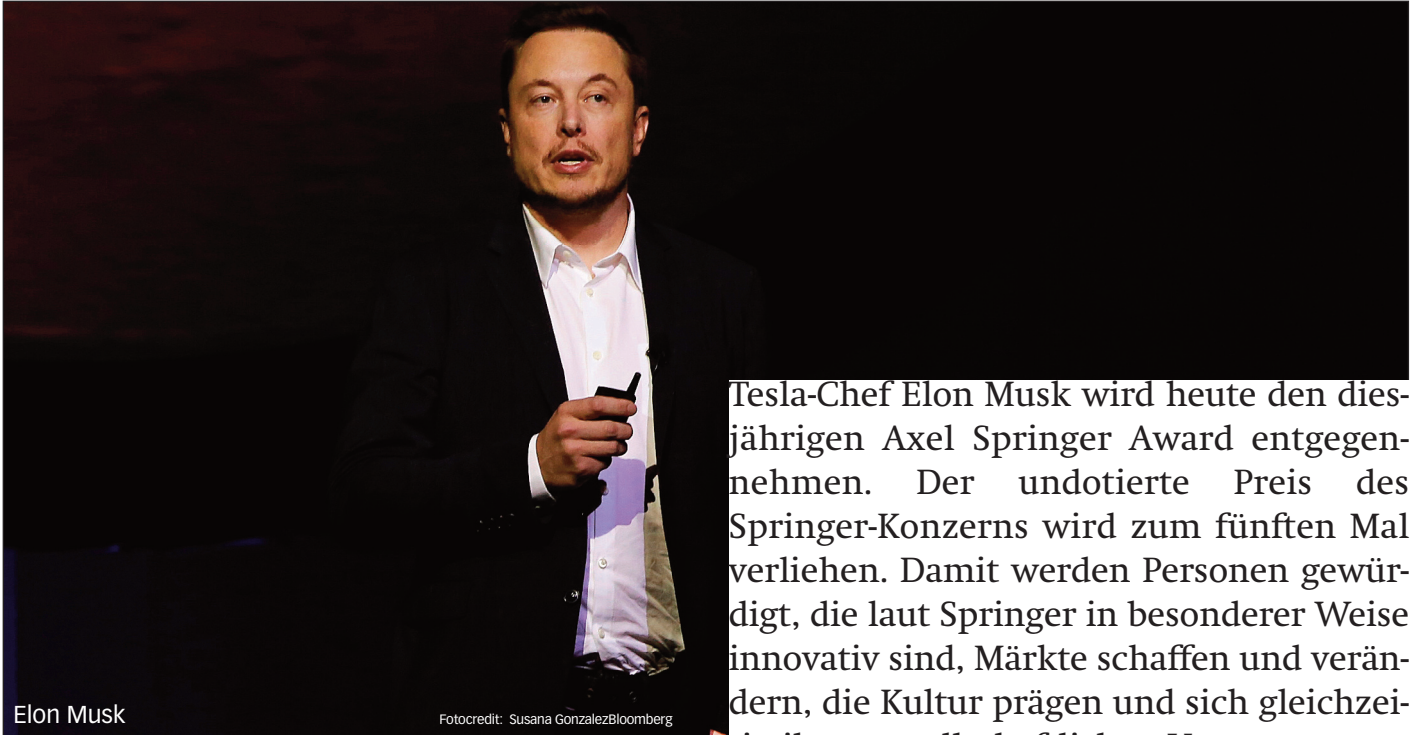 Elon Musk
Fotocredit: Susana GonzalezBloomberg
Tesla-Chef Elon Musk wird heute den dies-
jährigen Axel Springer Award entgegen-
nehmen. Der undotierte Preis des
Springer-Konzerns wird zum fünften Mal
verliehen. Damit werden Personen gewür-
digt, die laut Springer in besonderer Weise
innovativ sind, Märkte schaffen und verän-
dern, die Kultur prägen und sich gleichzei-